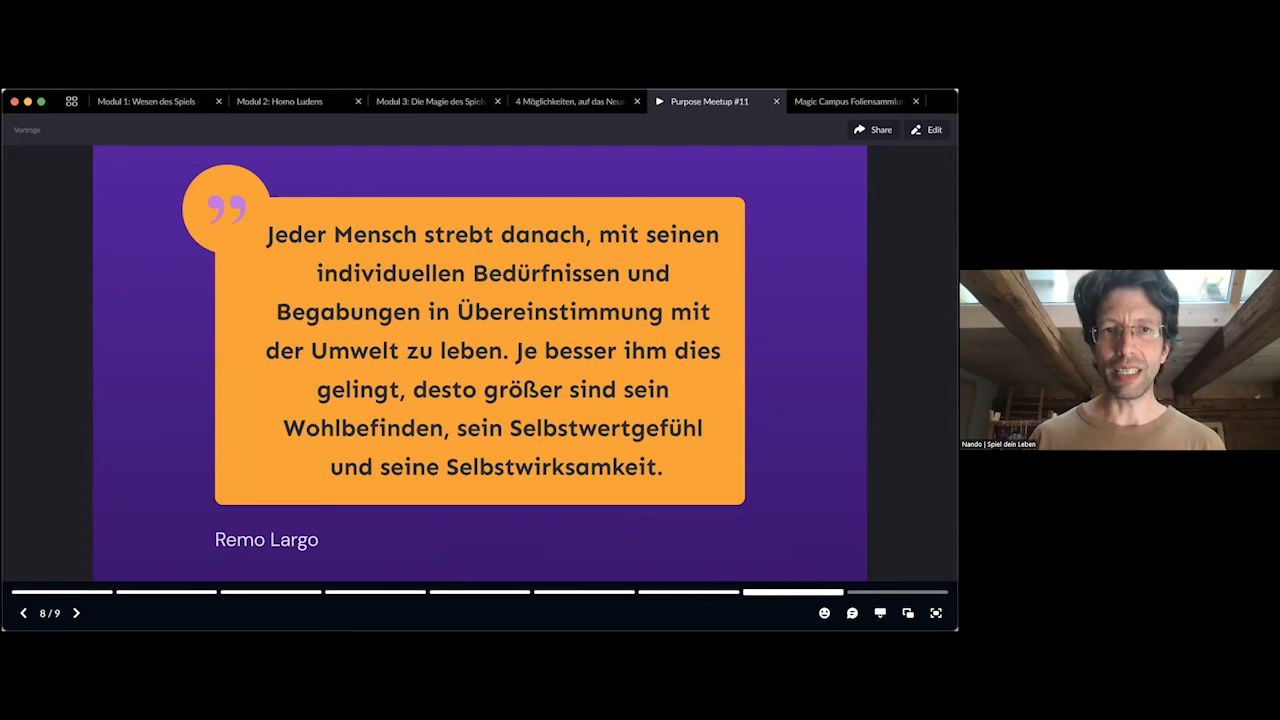 Modul 1: Wesen des Spiels
Modul 2: Homo Ludens
Modul 3: Die Magie des Spiels
4 Möglichkeiten, auf das Neue
Purpose Meetup #11
Magic Campus Foliensammlun
Vorträge
Share
Edit
Jeder Mensch strebt danach, mit seinen
individuellen Bedürfnissen und
Begabungen in Übereinstimmung mit
der Umwelt zu leben. Je besser ihm dies
gelingt, desto größer sind sein
Wohlbefinden, sein Selbstwertgefühl
und seine Selbstwirksamkeit.
Remo Largo
8 / 9
Nando | Spiel dein Leben